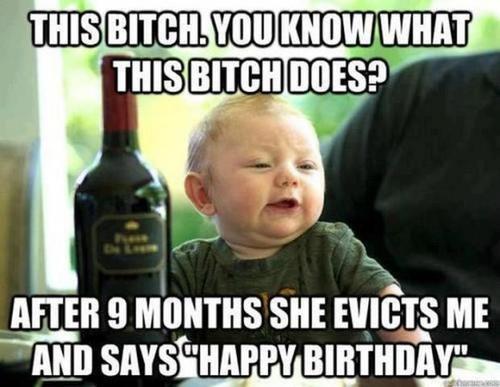 THIS BITCH. YOU KNOW WHAT
THIS BITCH DOES?
AFTER 9 MONTHS SHE EVICTS ME
AND SAYS "HAPPY BIRTHDAY"